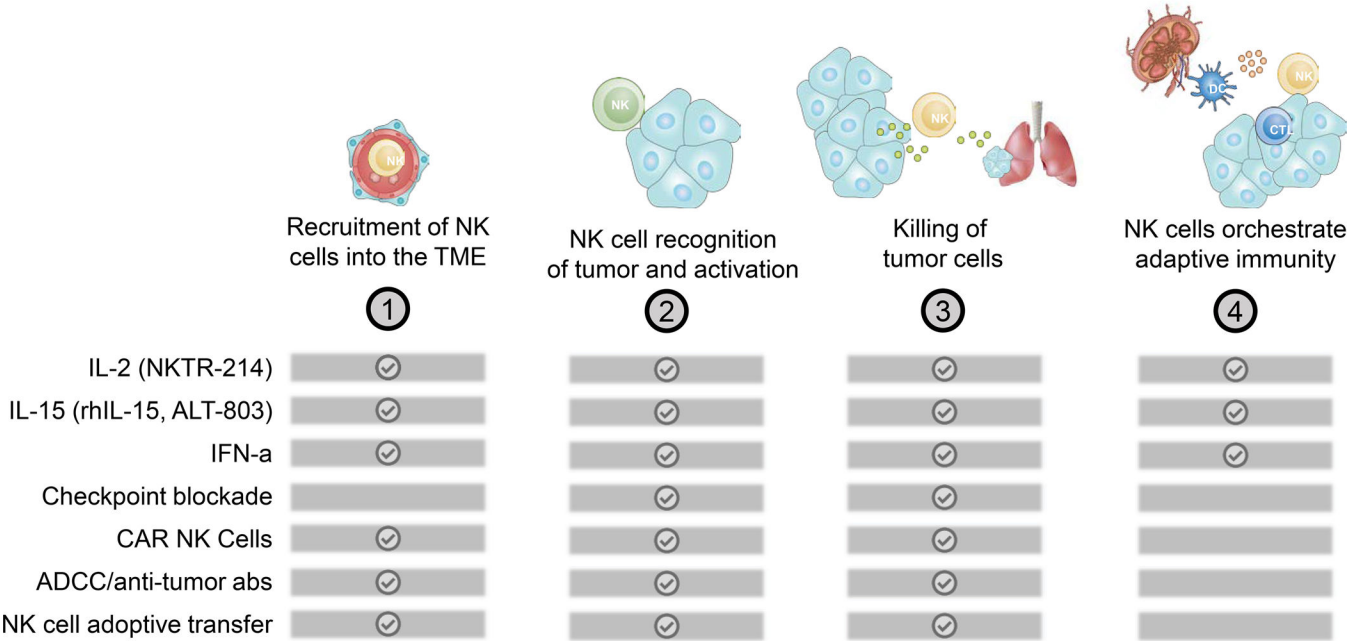 NK
NK
NK
DC
NK
CTL
Recruitment of NK
cells into the TME
NK cell recognition
of tumor and activation
Killing of
tumor cells
NK cells orchestrate
adaptive immunity
1
2
3
4
IL-2 (NKTR-214)
IL-15 (rhIL-15, ALT-803)
IFN-a
Checkpoint blockade
CAR NK Cells
ADCC/anti-tumor abs
NK cell adoptive transfer